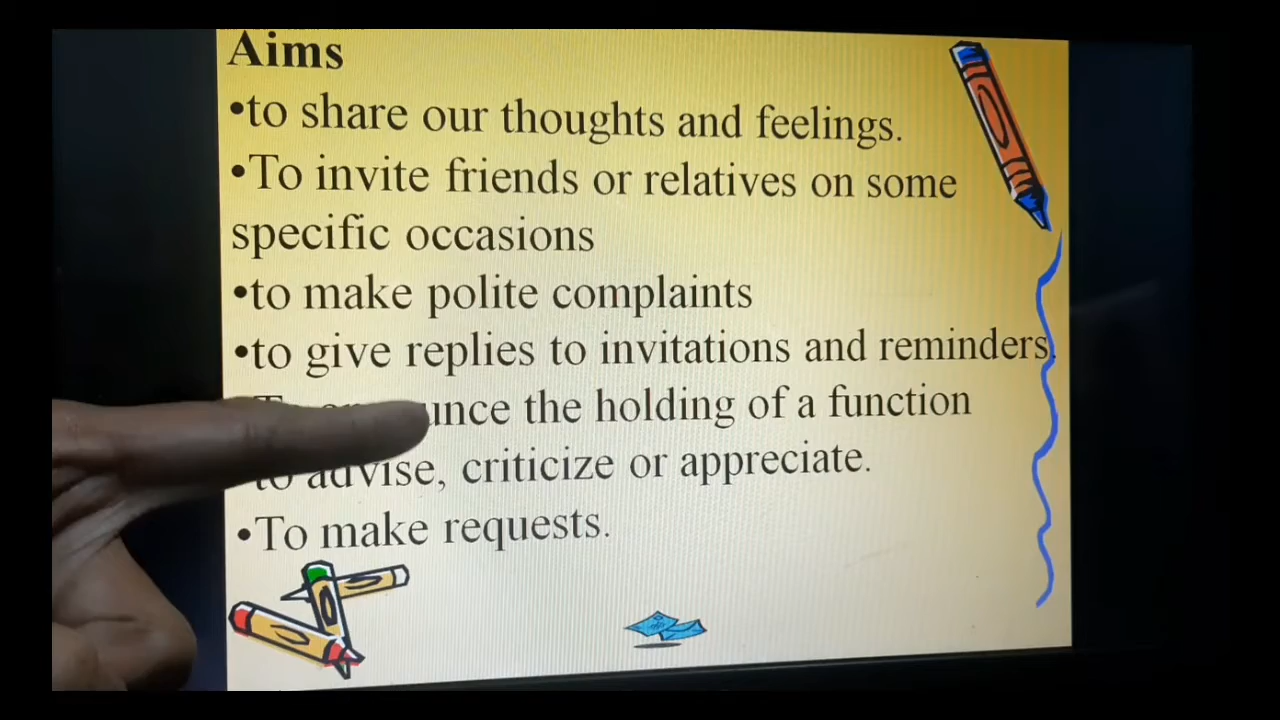 Aims
•to share our thoughts and feelings.
•To invite friends or relatives on some
specific occasions
•to make polite complaints
•to give replies to invitations and reminders.
To the holding of a function
to advise, criticize or appreciate.
•To make requests.